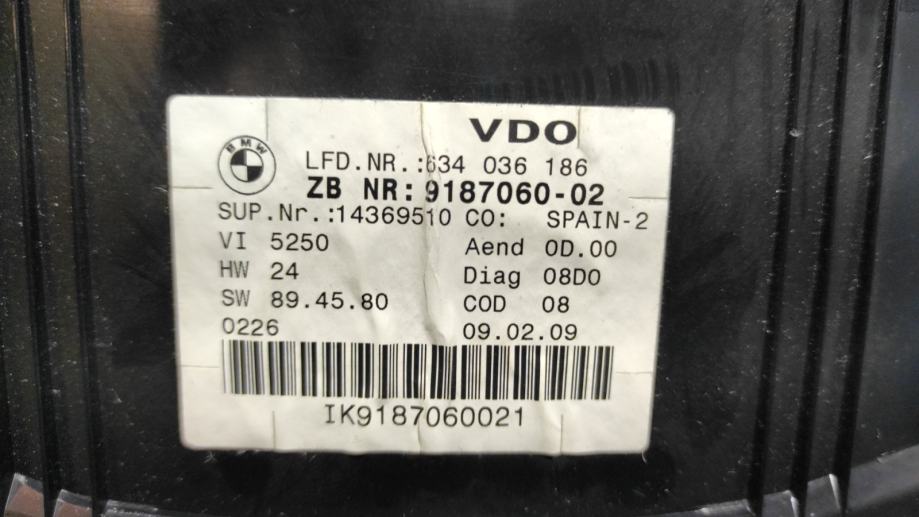 VDO
BMW
LFD.NR.:634 036 186
ZB NR: 9187060-02
SUP.Nr.:14369510 CO: SPAIN-2
VI 5250 Aend 0D.00
HW 24 Diag 08D0
SW 89.45.80 COD 08
0226 09.02.09
IK9187060021